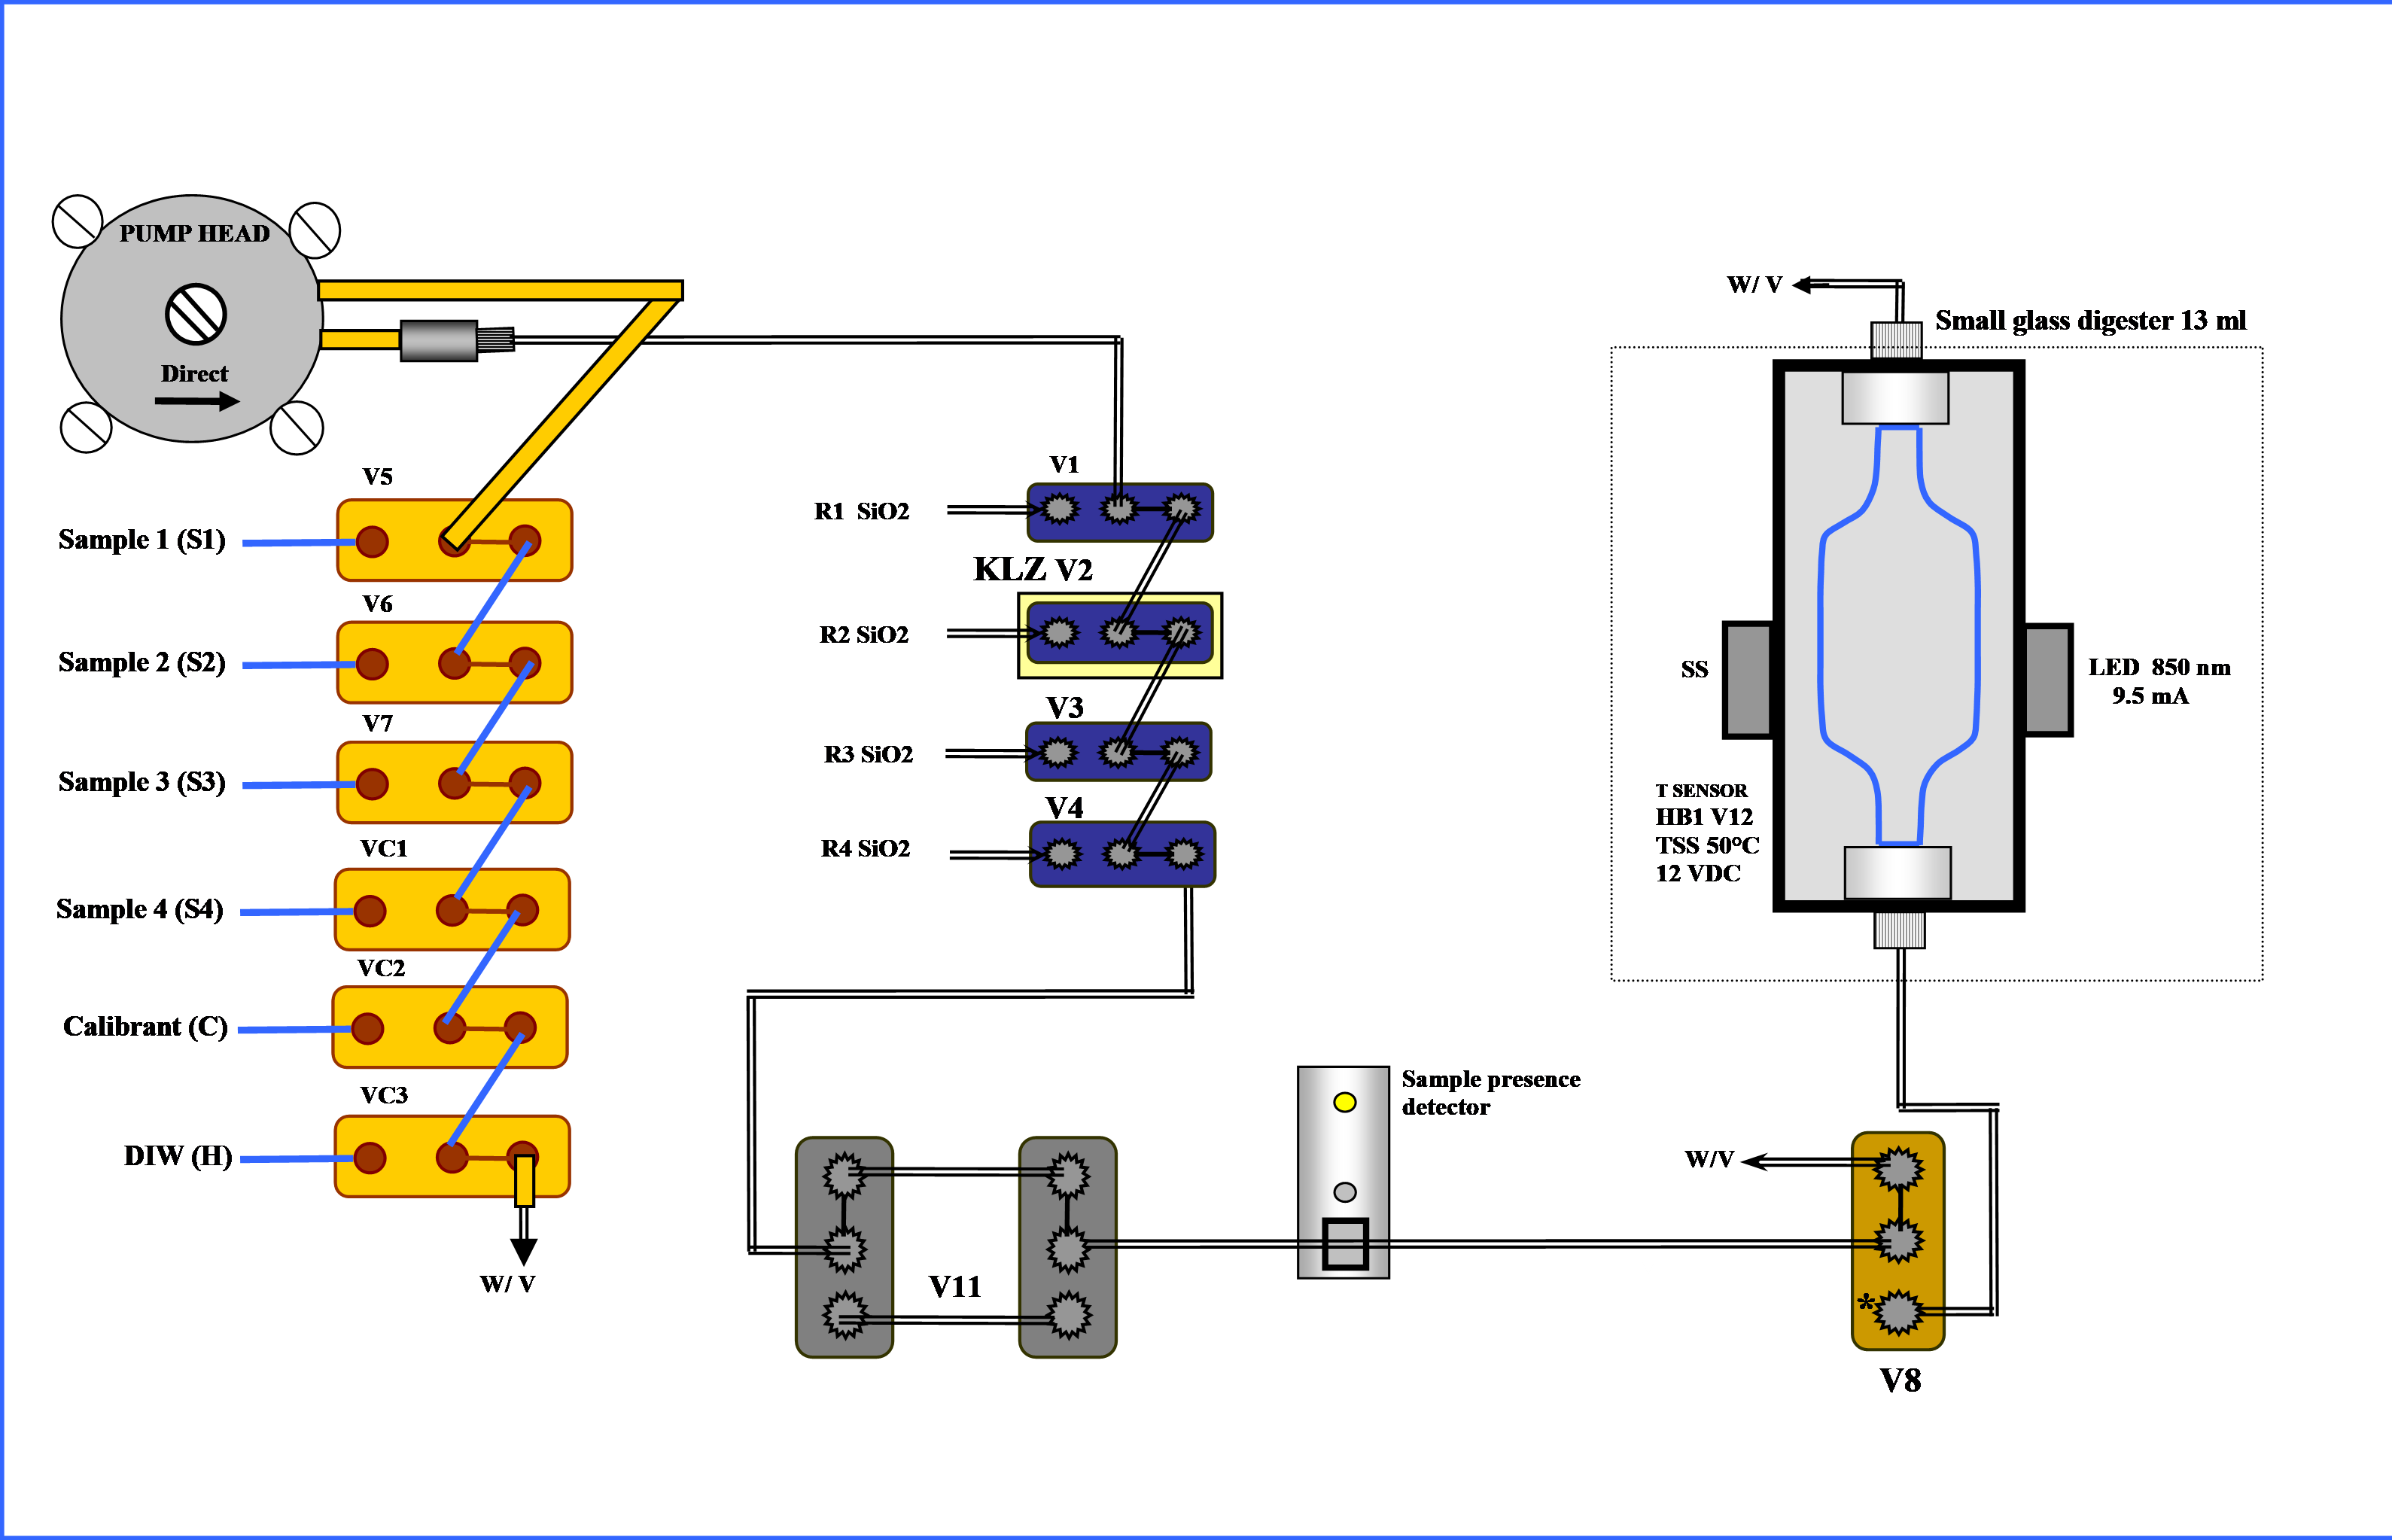 PUMP HEAD
Direct
V5
Sample 1 (S1)
V6
Sample 2 (S2)
V7
Sample 3 (S3)
VC1
Sample 4 (S4)
VC2
Calibrant (C)
VC3
DIW (H)
W/ V
V1
R1 SiO2
KLZ V2
R2 SiO2
V3
R3 SiO2
V4
R4 SiO2
V11
Sample presence
detector
W/ V
Small glass digester 13 ml
SS
LED 850 nm
9.5 mA
T SENSOR
HB1 V12
TSS 50°C
12 VDC
W/V
*
V8